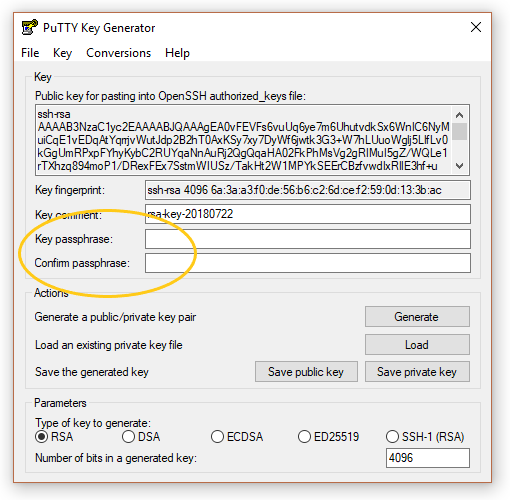 PuTTY Key Generator
File Key Conversions Help
Key
Public key for pasting into OpenSSH authorized_keys file:
ssh-rsa
AAAAB3NzaC1yc2EAAAABJQAAAgEA0vFEVFs6vuUq6ye7m6UhutvdkSx6WnlC6NyM
uiCqE1vEDqAtYqrrjvWutJdp2B2hT0AxKSy7xy7DyWf6jwtk3G3+W7hLUuoWglj5LIfLv0
kGgUmRPxpFYhyKybC2RUYqaNnAuRj2QgQqaHA02FkPhMsVg2gRIMuI5gZ/WQLe1
rTXhzq894moP1/DRexFEx7SstmWIUSz/TakHt2W1MPYkSEErCBzfvwdIxRIlE3hf+u
Key fingerprint: ssh-rsa 4096 6a:3a:a3:f0:de:56:b6:c2:6d:ce:f2:59:0d:13:3b:ac
Key comment: rsa-key-20180722
Key passphrase:
Confirm passphrase:
Actions
Generate a public/private key pair Generate
Load an existing private key file Load
Save the generated key Save public key Save private key
Parameters
Type of key to generate:
RSA DSA ECDSA ED25519 SSH-1 (RSA)
Number of bits in a generated key: 4096